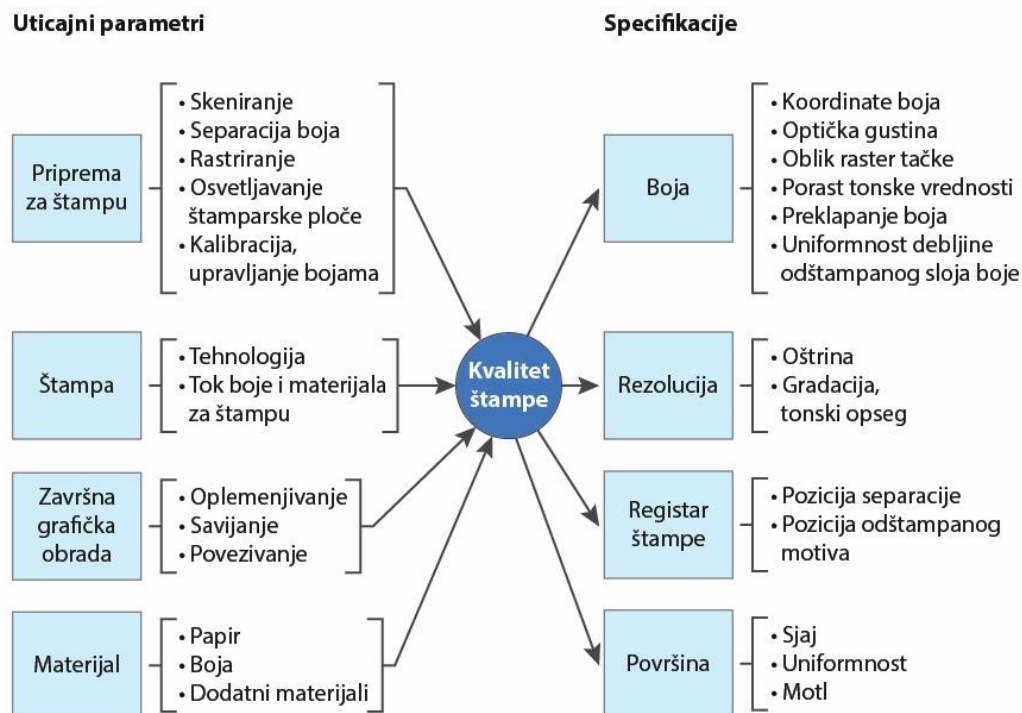 Uticajni parametri
Specifikacije
Priprema
za štampu
• Skeniranje
• Separacija boja
• Rastriranje
• Osvetljavanje
štamparske ploče
• Kalibracija,
upravljanje bojama
Štampa
• Tehnologija
• Tok boje i materijala
za štampu
Završna
grafička
obrada
• Oplemenjivanje
• Savijanje
• Povezivanje
Materijal
• Papir
• Boja
• Dodatni materijali
Kvalitet
štampe
Boja
• Koordinate boja
• Optička gustina
• Oblik raster tačke
• Porast tonske vrednosti
• Preklapanje boja
• Uniformnost debljine
odštampanog sloja boje
Rezolucija
• Oštrina
• Gradacija,
tonski opseg
Registar
štampe
• Pozicija separacije
• Pozicija odštampanog
motiva
Površina
• Sjaj
• Uniformnost
• Motl